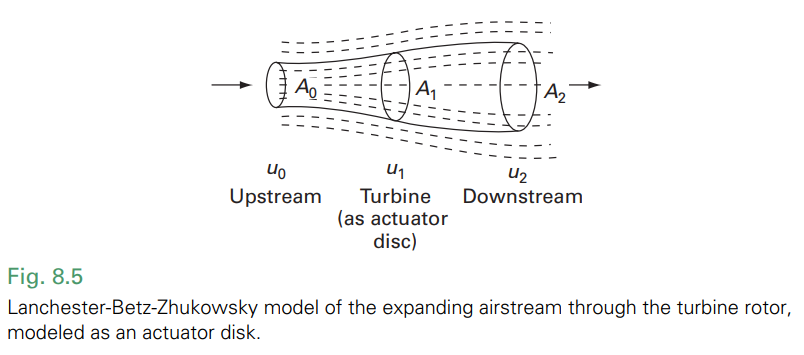 A₀
A₁
A₂
u₀ u₁ u₂
Upstream Turbine Downstream
(as actuator
disc)
Fig. 8.5
Lanchester-Betz-Zhukowsky model of the expanding airstream through the turbine rotor,
modeled as an actuator disk.